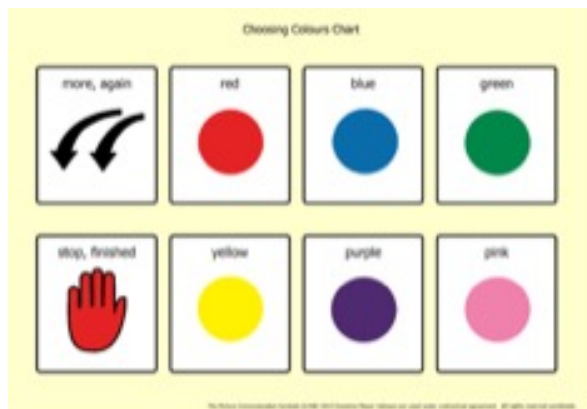 Choosing Colours Chart
more, again
red
blue
green
stop, finished
yellow
purple
pink